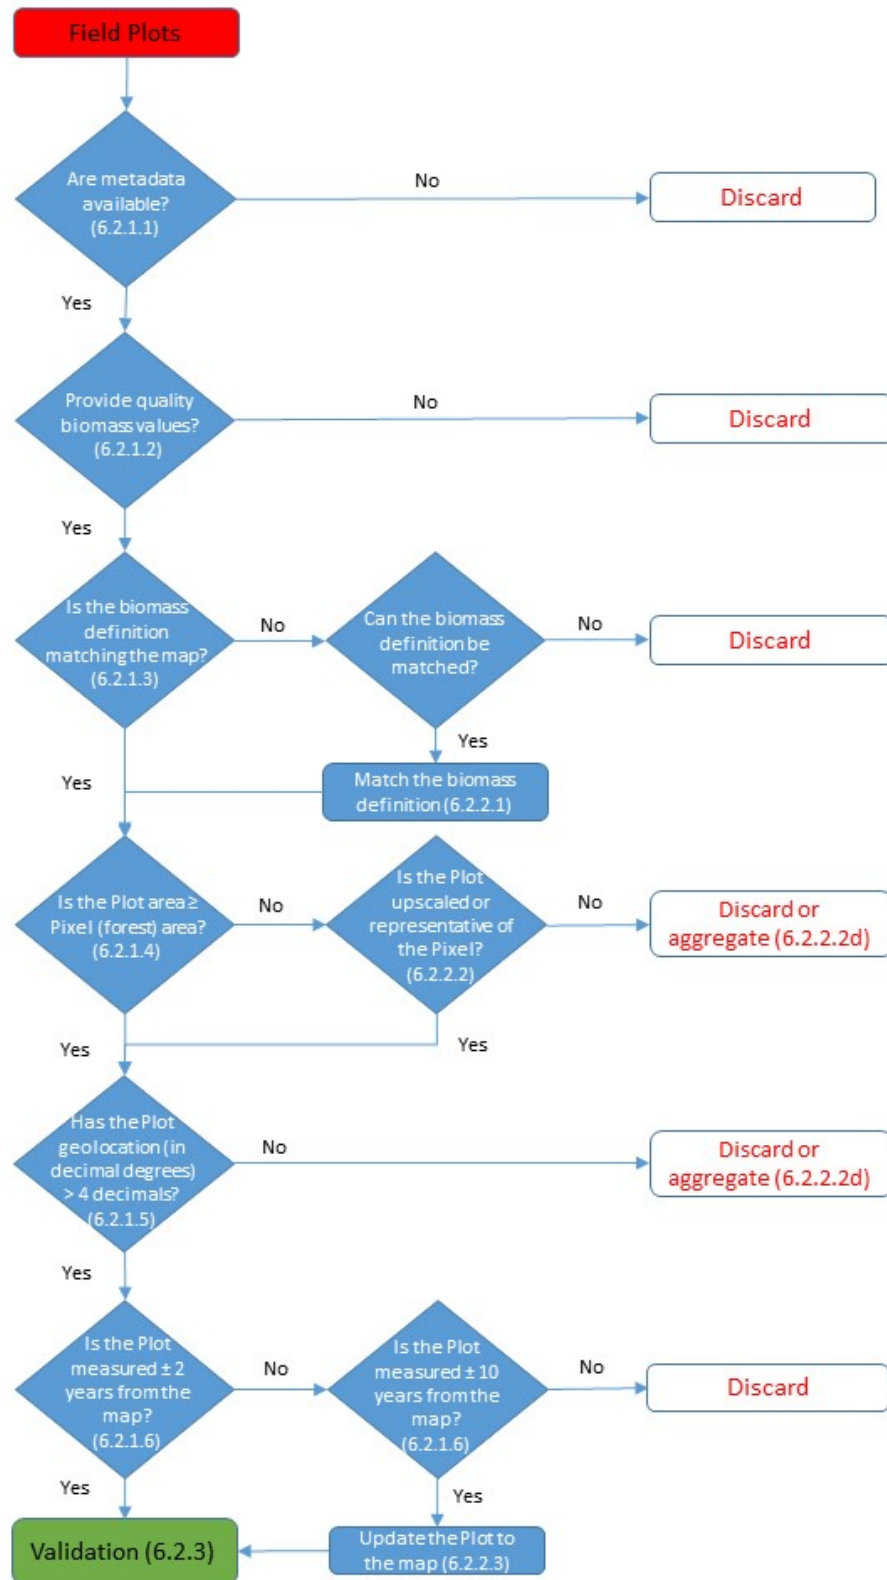 Field Plots
Are metadata
available?
(6.2.1.1)
No
Discard
Yes
Provide quality
biomass values?
(6.2.1.2)
No
Discard
Yes
Is the biomass
definition
matching the map?
(6.2.1.3)
No
Can the biomass
definition be
matched?
No
Discard
Yes
Yes
Match the biomass
definition (6.2.2.1)
Is the Plot area ≥
Pixel (forest) area?
(6.2.1.4)
No
Is the Plot
upscaled or
representative of
the Pixel?
(6.2.2.2)
No
Discard or
aggregate (6.2.2.2d)
Yes
Yes
Has the Plot
geolocation (in
decimal degrees)
> 4 decimals?
(6.2.1.5)
No
Discard or
aggregate (6.2.2.2d)
Yes
Is the Plot
measured ± 2
years from the
map?
(6.2.1.6)
No
Is the Plot
measured ± 10
years from the
map?
(6.2.1.6)
No
Discard
Yes
Yes
Validation (6.2.3)
Update the Plot to
the map (6.2.2.3)